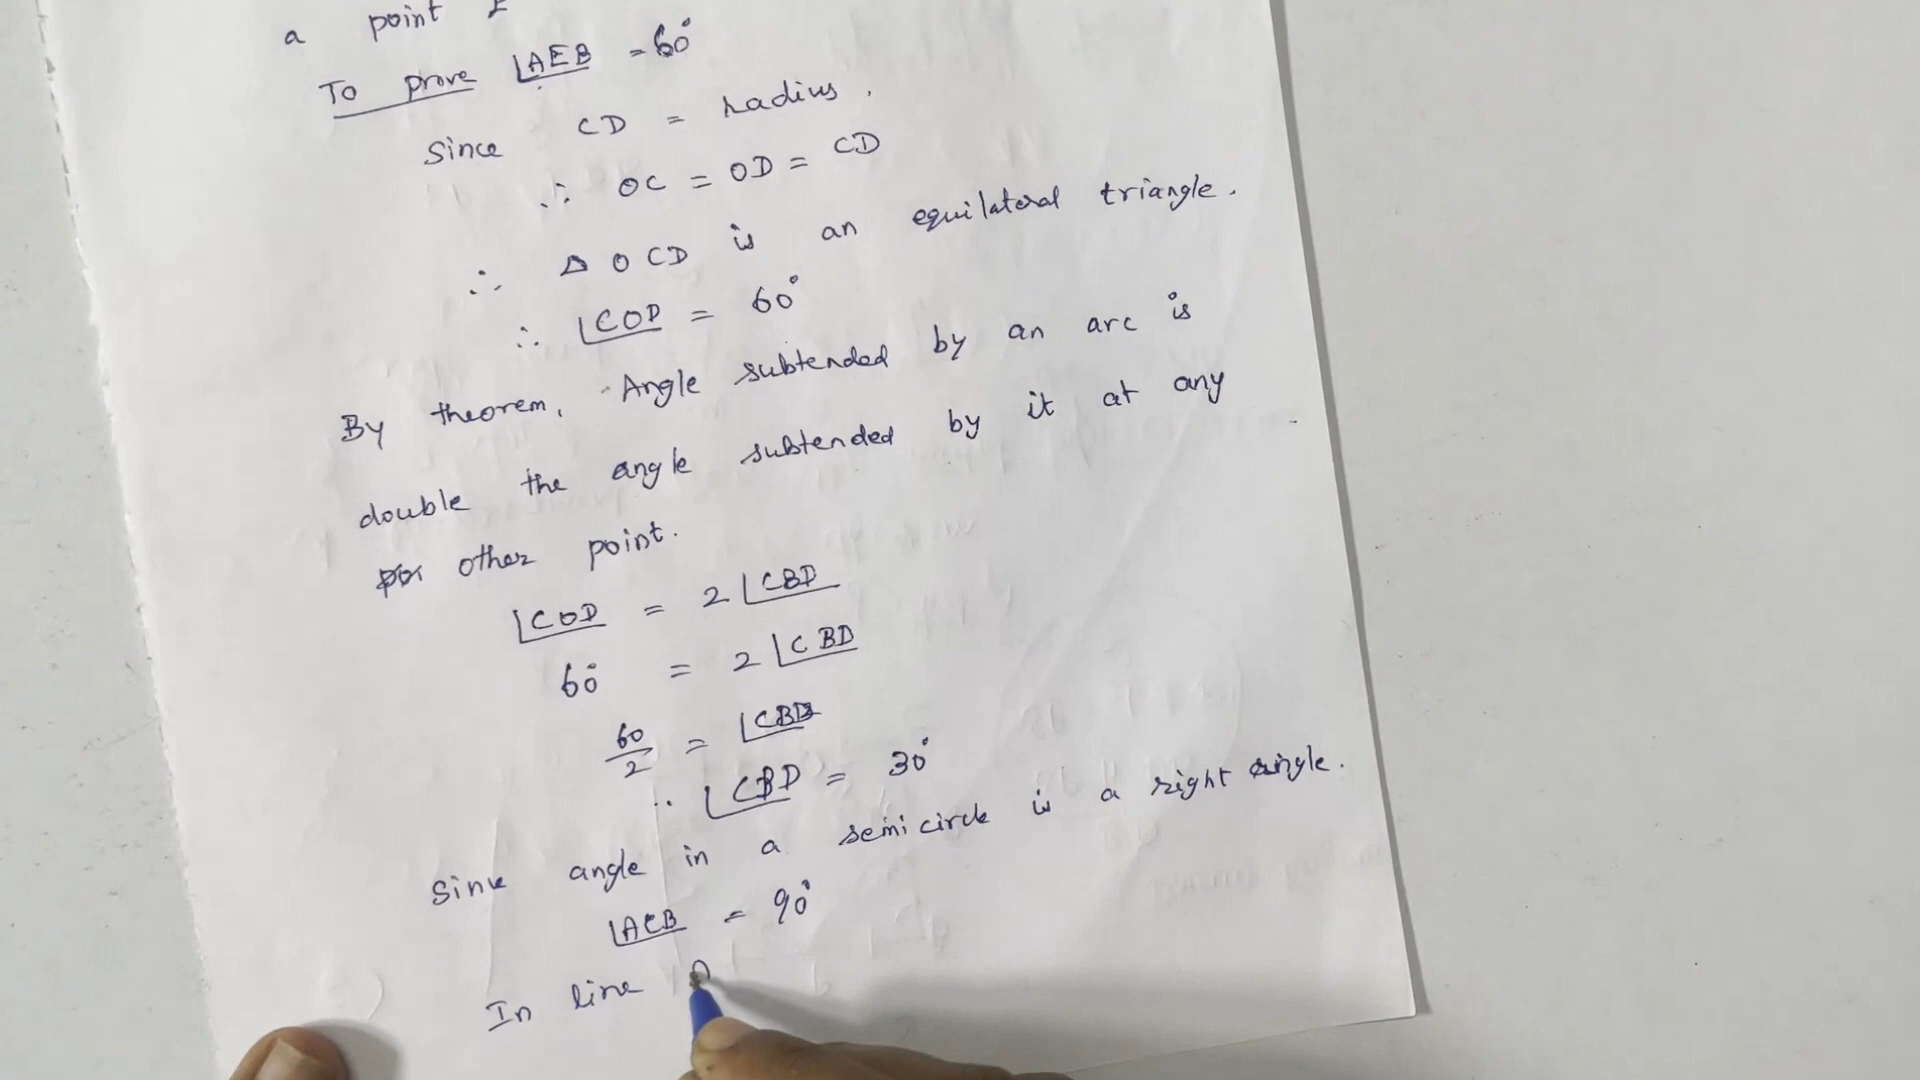 a point E
To prove ∠AEB = 60°
Since CD = radius.
∴ OC = OD = CD
∴ Δ OCD is an equilateral triangle.
∴ ∠COD = 60°
By theorem, Angle subtended by an arc is
double the angle subtended by it at any
other point.
∠COD = 2 ∠CBD
60° = 2 ∠CBD
60/2 = ∠CBD
∴ ∠CBD = 30°
Since angle in a semicircle is a right angle.
∠ACB = 90°
In line